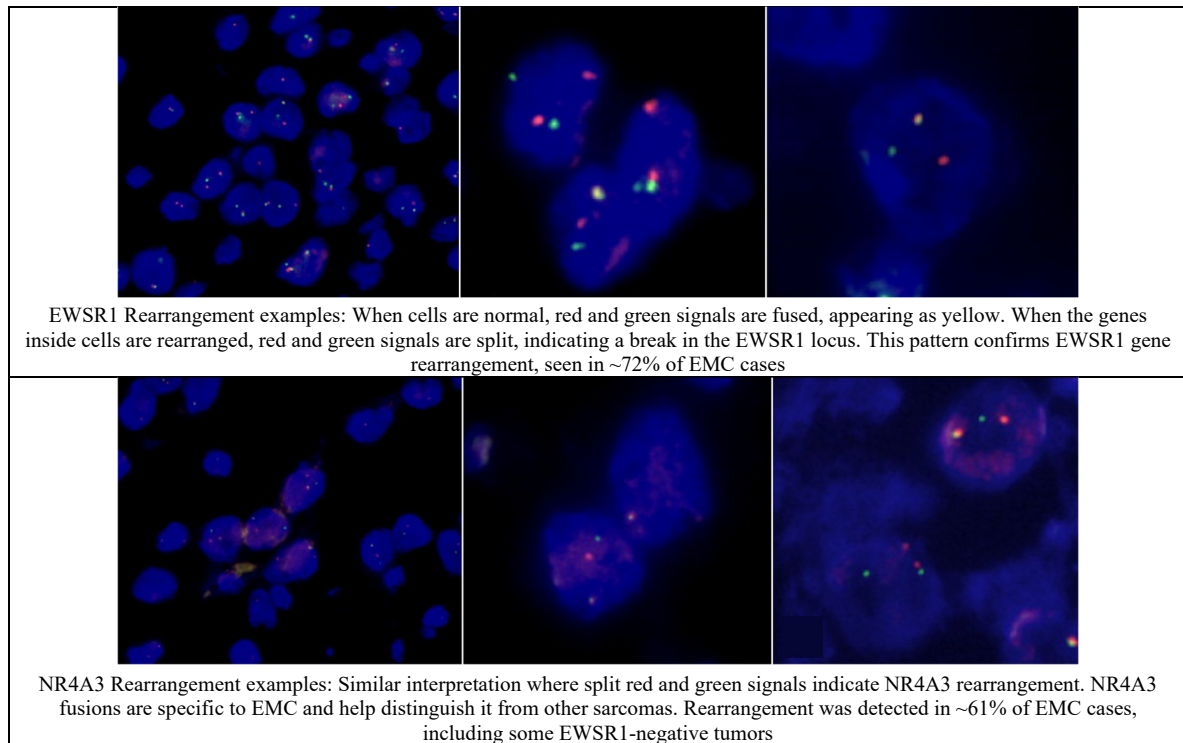 EWSR1 Rearrangement examples: When cells are normal, red and green signals are fused, appearing as yellow. When the genes
inside cells are rearranged, red and green signals are split, indicating a break in the EWSR1 locus. This pattern confirms EWSR1 gene
rearrangement, seen in ~72% of EMC cases
NR4A3 Rearrangement examples: Similar interpretation where split red and green signals indicate NR4A3 rearrangement. NR4A3
fusions are specific to EMC and help distinguish it from other sarcomas. Rearrangement was detected in ~61% of EMC cases,
including some EWSR1-negative tumors